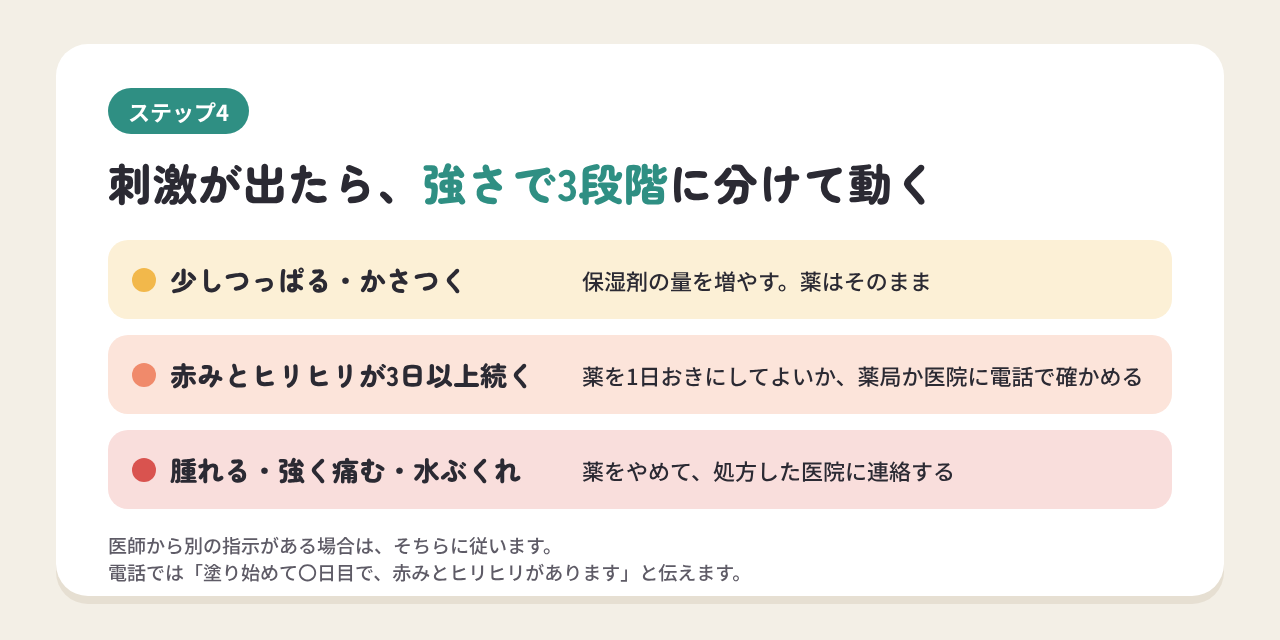 ステップ4
刺激が出たら、強さで3段階に分けて動く
少しつっぱる・かさつく
保湿剤の量を増やす。薬はそのまま
赤みとヒリヒリが3日以上続く
薬を1日おきにしてよいか、薬局か医院に電話で確かめる
腫れる・強く痛む・水ぶくれ
薬をやめて、処方した医院に連絡する
医師から別の指示がある場合は、そちらに従います。
電話では「塗り始めて〇日目で、赤みとヒリヒリがあります」と伝えます。